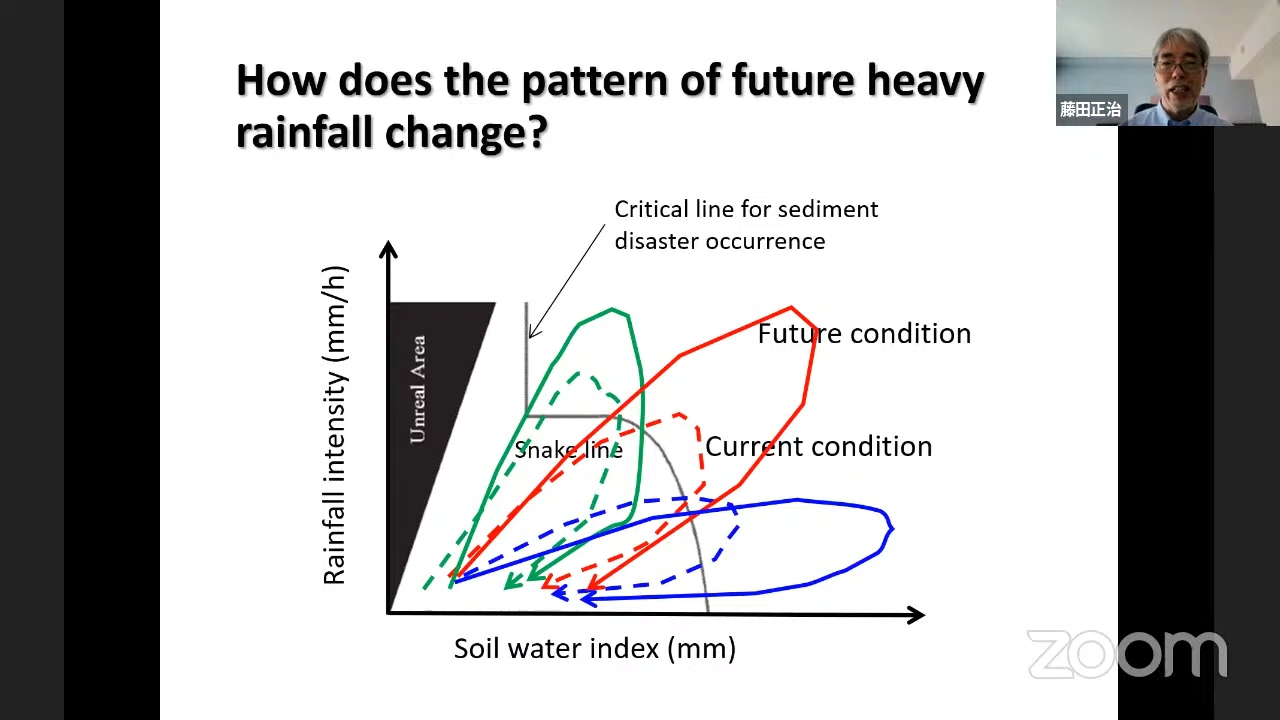 How does the pattern of future heavy
rainfall change?
藤田正治
Critical line for sediment
disaster occurrence
Rainfall intensity (mm/h)
Unreal Area
Future condition
Snake line
Current condition
Soil water index (mm)
zoom